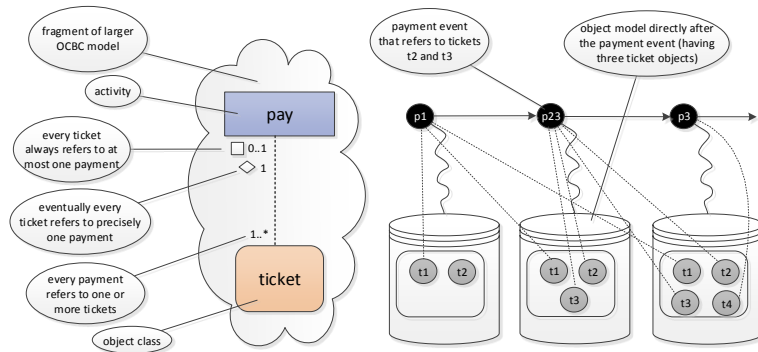 fragment of larger
OCBC model
activity
pay
every ticket
always refers to at
most one payment
0..1
1
eventually every
ticket refers to precisely
one payment
1..*
every payment
refers to one or
more tickets
ticket
object class
payment event
that refers to tickets
t2 and t3
object model directly after
the payment event (having
three ticket objects)
p1
p23
p3
t1
t2
t1
t2
t3
t1
t2
t3
t4